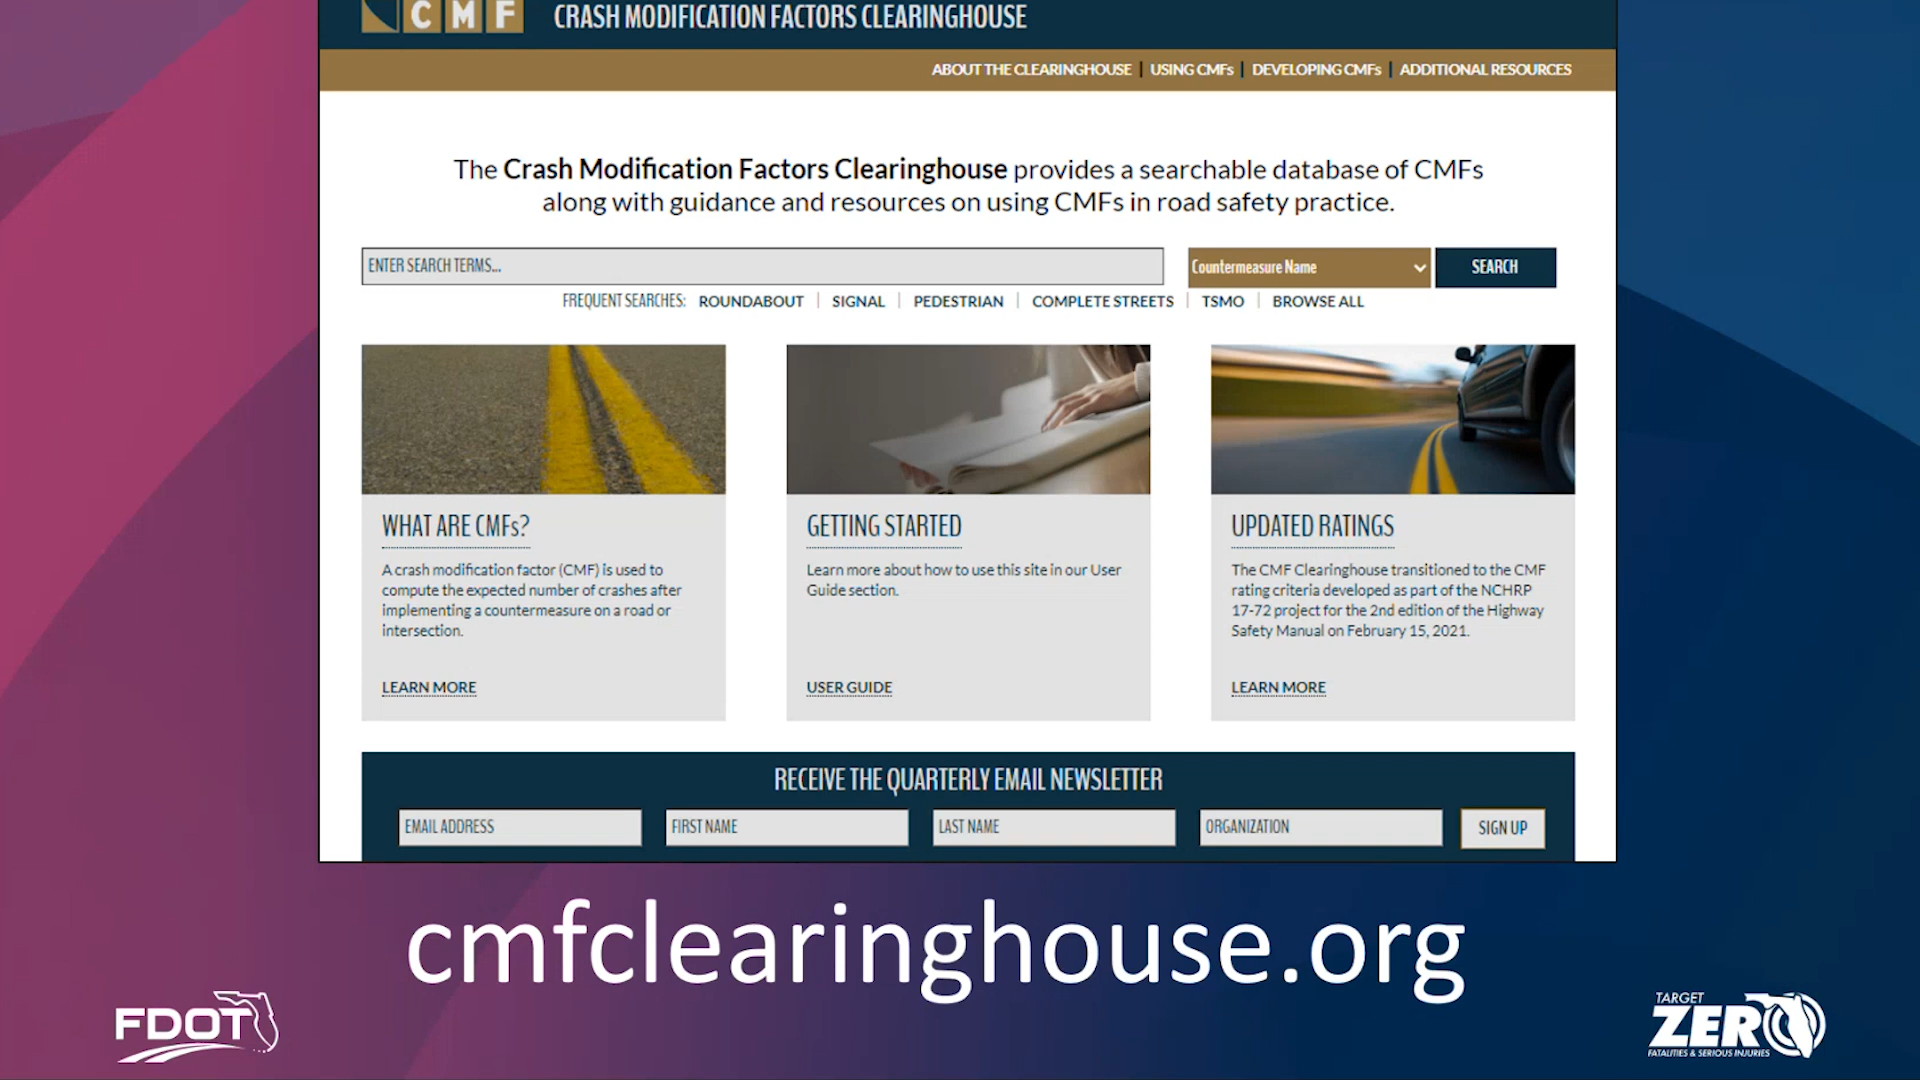 CMF CRASH MODIFICATION FACTORS CLEARINGHOUSE
ABOUT THE CLEARINGHOUSE | USING CMFs | DEVELOPING CMFs | ADDITIONAL RESOURCES
The Crash Modification Factors Clearinghouse provides a searchable database of CMFs
along with guidance and resources on using CMFs in road safety practice.
ENTER SEARCH TERMS...
Countermeasure Name
SEARCH
FREQUENT SEARCHES: ROUNDABOUT | SIGNAL | PEDESTRIAN | COMPLETE STREETS | TSMO | BROWSE ALL
WHAT ARE CMFs?
A crash modification factor (CMF) is used to
compute the expected number of crashes after
implementing a countermeasure on a road or
intersection.
LEARN MORE
GETTING STARTED
Learn more about how to use this site in our User
Guide section.
USER GUIDE
UPDATED RATINGS
The CMF Clearinghouse transitioned to the CMF
rating criteria developed as part of the NCHRP
17-72 project for the 2nd edition of the Highway
Safety Manual on February 15, 2021.
LEARN MORE
RECEIVE THE QUARTERLY EMAIL NEWSLETTER
EMAIL ADDRESS
FIRST NAME
LAST NAME
ORGANIZATION
SIGN UP
cmfclearinghouse.org
FDOT
TARGET
ZERO
FATALITIES & SERIOUS INJURIES